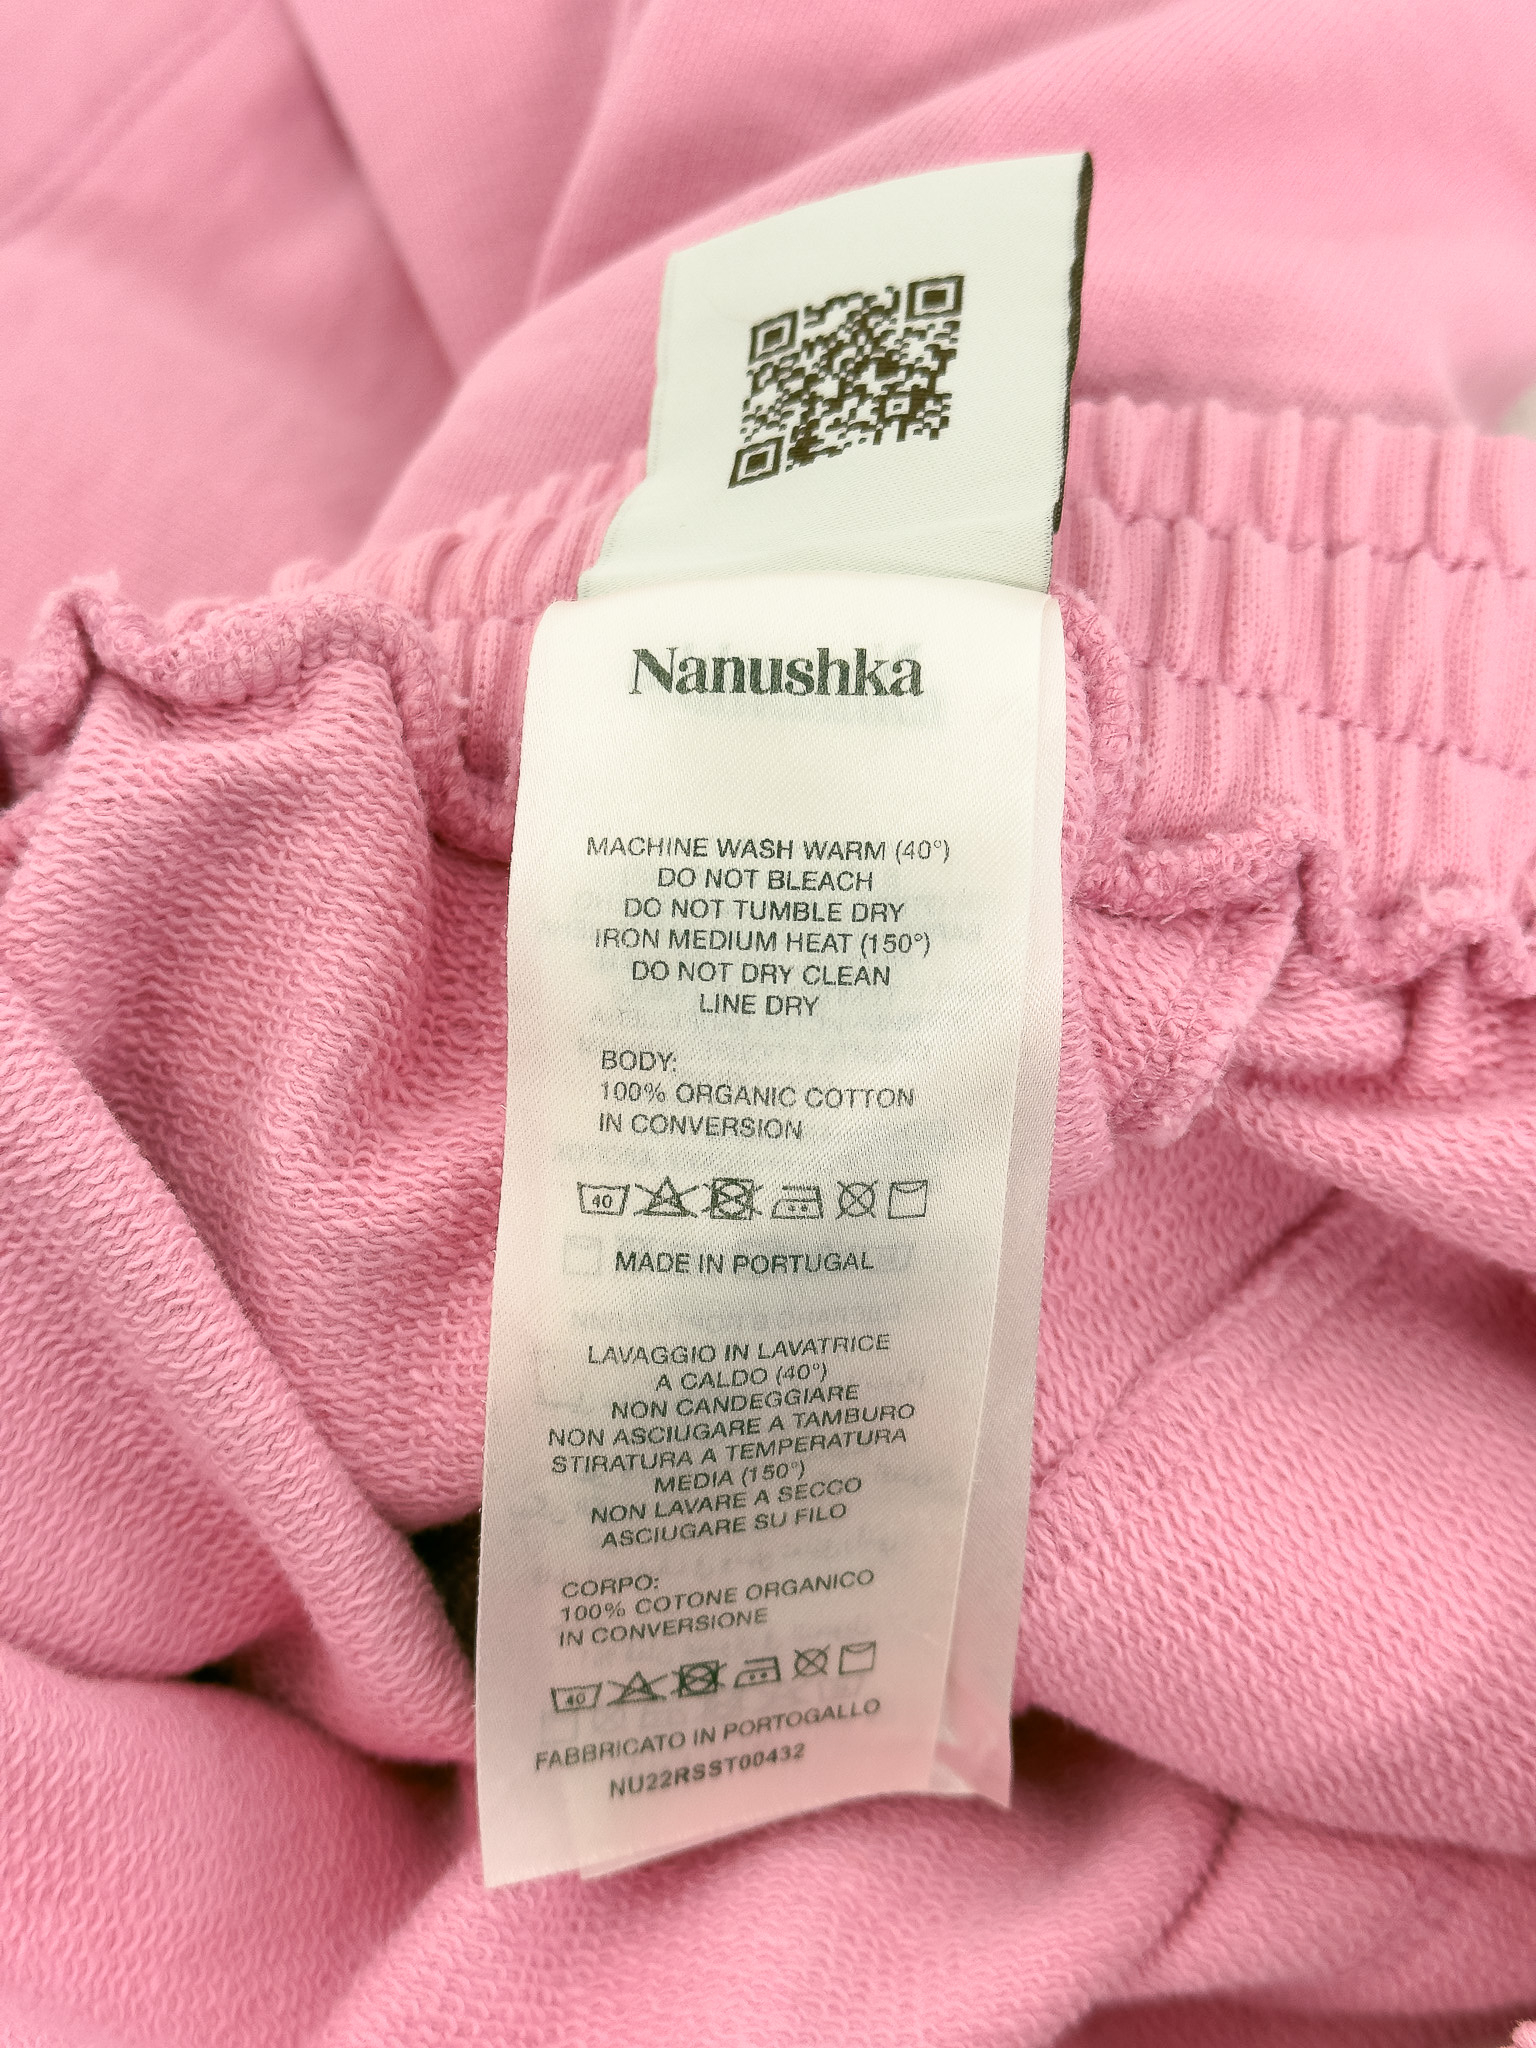 Nanushka
MACHINE WASH WARM (40°)
DO NOT BLEACH
DO NOT TUMBLE DRY
IRON MEDIUM HEAT (150°)
DO NOT DRY CLEAN
LINE DRY
BODY:
100% ORGANIC COTTON
IN CONVERSION
40
MADE IN PORTUGAL
LAVAGGIO IN LAVATRICE
A CALDO (40°)
NON CANDEGGIARE
NON ASCIUGARE A TAMBURO
STIRATURA A TEMPERATURA
MEDIA (150°)
NON LAVARE A SECCO
ASCIUGARE SU FILO
CORPO:
100% COTONE ORGANICO
IN CONVERSIONE
40
FABBRICATO IN PORTOGALLO
NU22RSST00432